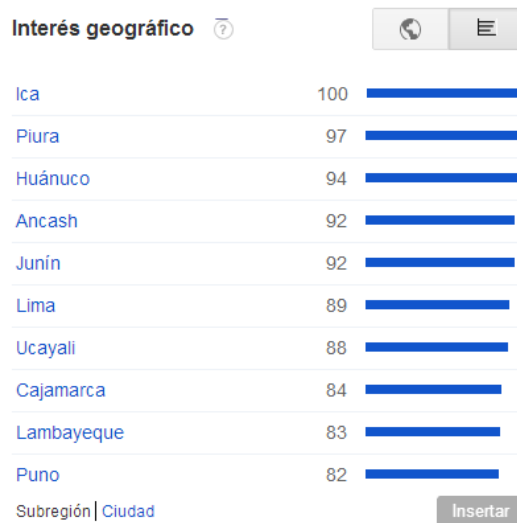 Interés geográfico ?
Ica 100
Piura 97
Huánuco 94
Ancash 92
Junín 92
Lima 89
Ucayali 88
Cajamarca 84
Lambayeque 83
Puno 82
Subregión | Ciudad Insertar